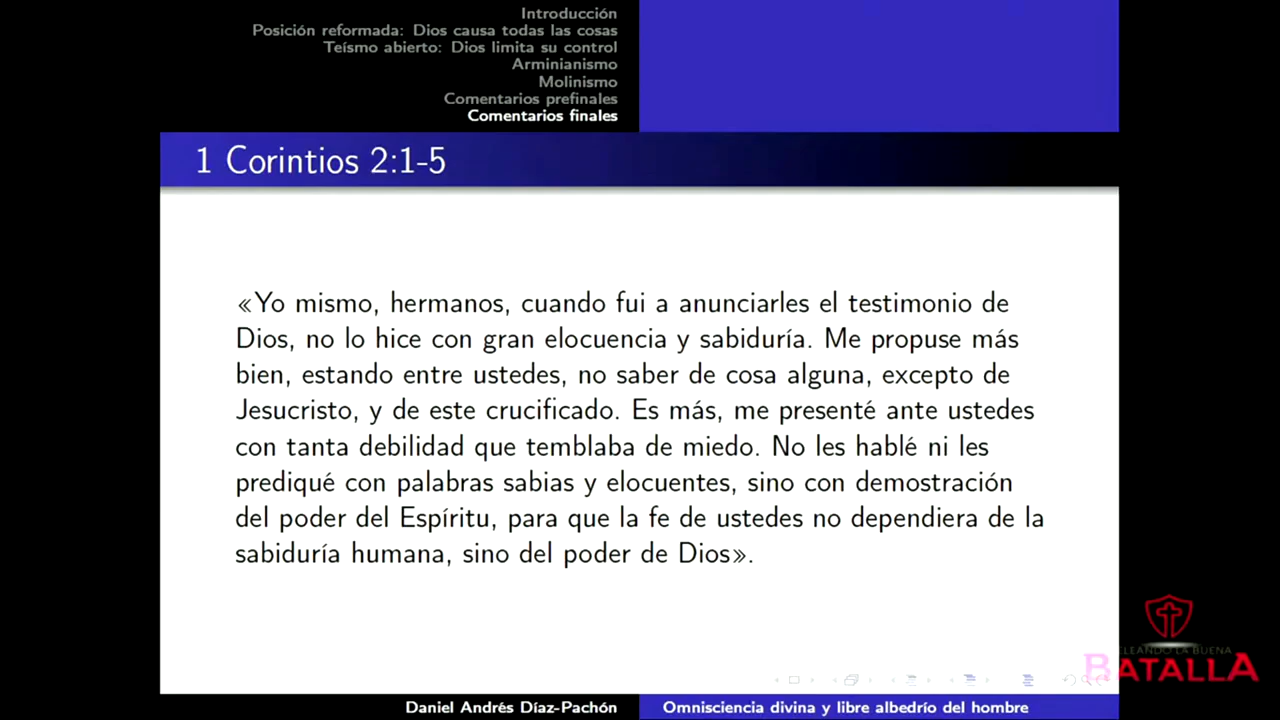 Introducción
Posición reformada: Dios causa todas las cosas
Teísmo abierto: Dios limita su control
Arminianismo
Molinismo
Comentarios prefinales
Comentarios finales
1 Corintios 2:1-5
«Yo mismo, hermanos, cuando fui a anunciarles el testimonio de
Dios, no lo hice con gran elocuencia y sabiduría. Me propuse más
bien, estando entre ustedes, no saber de cosa alguna, excepto de
Jesucristo, y de este crucificado. Es más, me presenté ante ustedes
con tanta debilidad que temblaba de miedo. No les hablé ni les
prediqué con palabras sabias y elocuentes, sino con demostración
del poder del Espíritu, para que la fe de ustedes no dependiera de la
sabiduría humana, sino del poder de Dios».
LA BUENA
BATALLA
Daniel Andrés Díaz-Pachón
Omnisciencia divina y libre albedrío del hombre